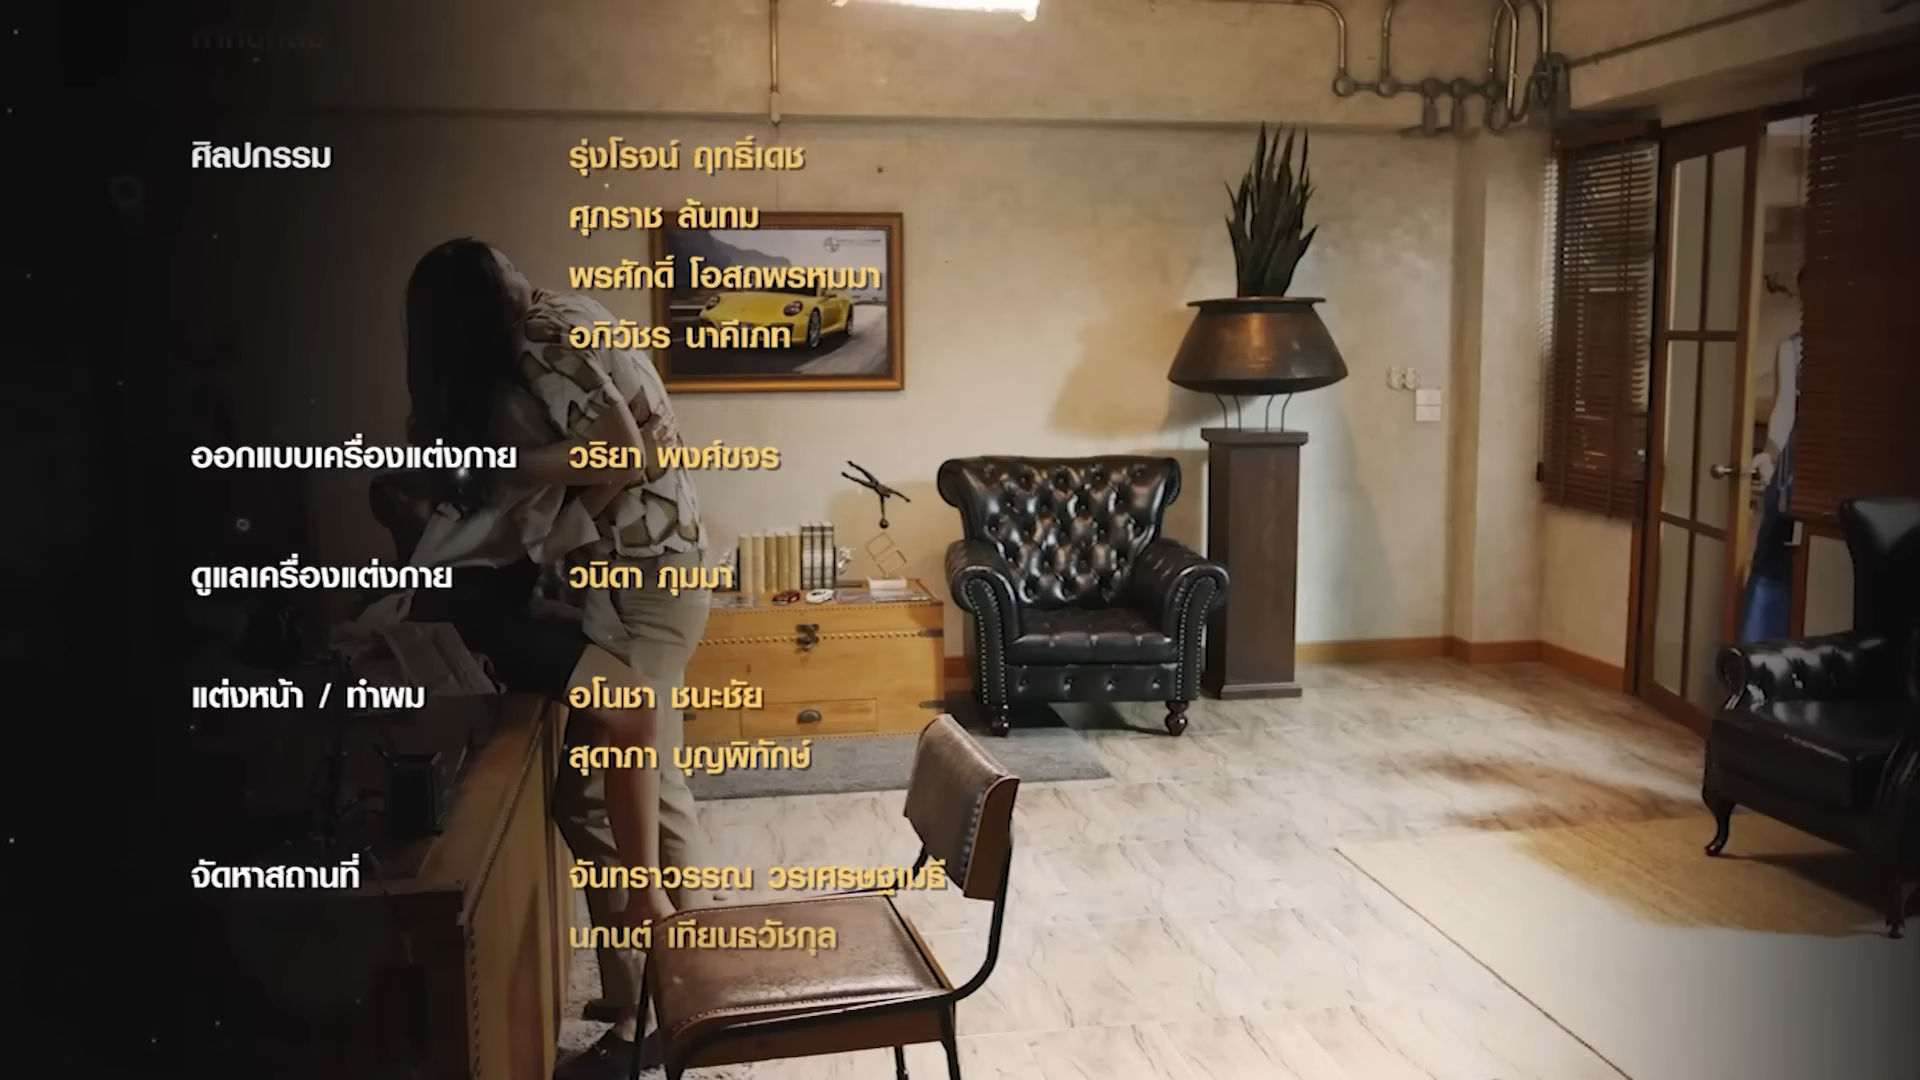 ศิลปกรรม รุ่งโรจน์ ฤทธิ์เดช
ศุภราช ล้นทม
พรศักดิ์ โอสถพรหมมา
อภิวัชร นาคีเภท
ออกแบบเครื่องแต่งกาย วริยา พงศ์ขจร
ดูแลเครื่องแต่งกาย วนิดา ภุมมา
แต่งหน้า / ทำผม อโนชา ชนะชัย
สุดาภา บุญพิทักษ์
จัดหาสถานที่ จันทราวรรณ วรเศรษฐเมธี
นภนต์ เทียนธวัชกุล